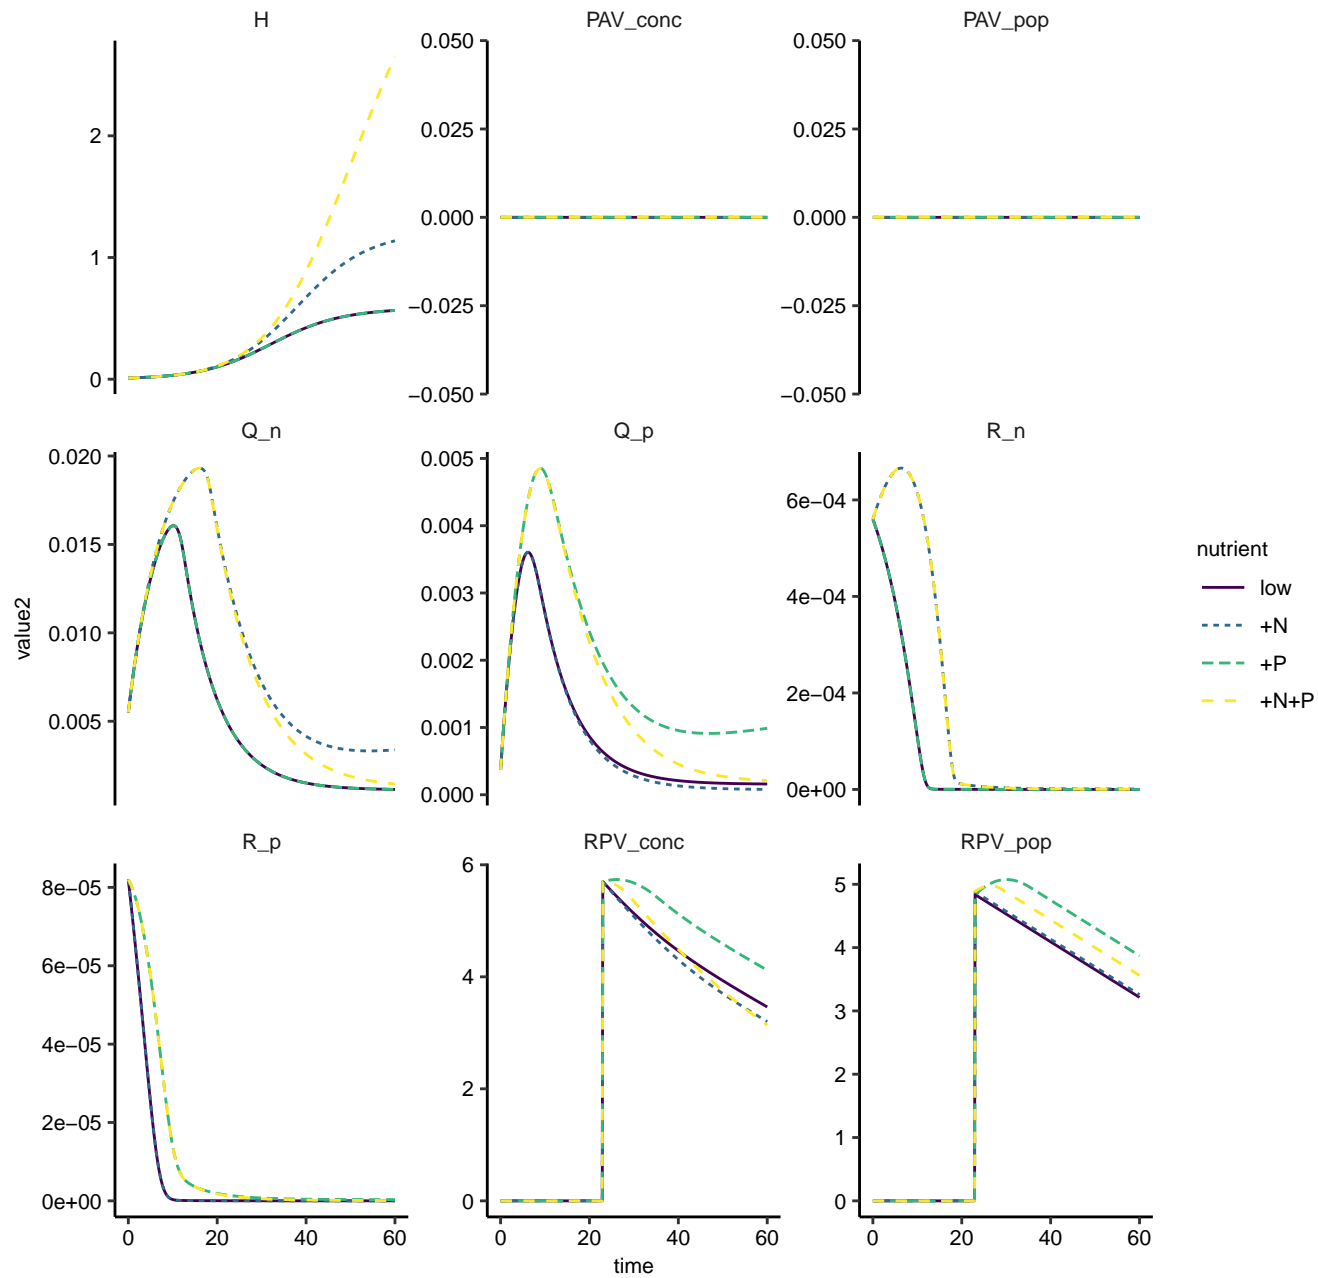 H PAV_conc PAV_pop
0.050 0.050
2 0.025 0.025
1 0.000 0.000
−0.025 −0.025
0 −0.050 −0.050
Q_n Q_p R_n
0.020 0.005 6e−04
0.015 0.004 4e−04
0.010 0.003 2e−04
0.005 0.002 0e+00
0.001
0.000
value2
nutrient
low
+N
+P
+N+P
R_p RPV_conc RPV_pop
8e−05 6 5
6e−05 4 4
4e−05 2 3
2e−05 0 2
0e+00 1
0
0 20 40 60 0 20 40 60 0 20 40 60
time